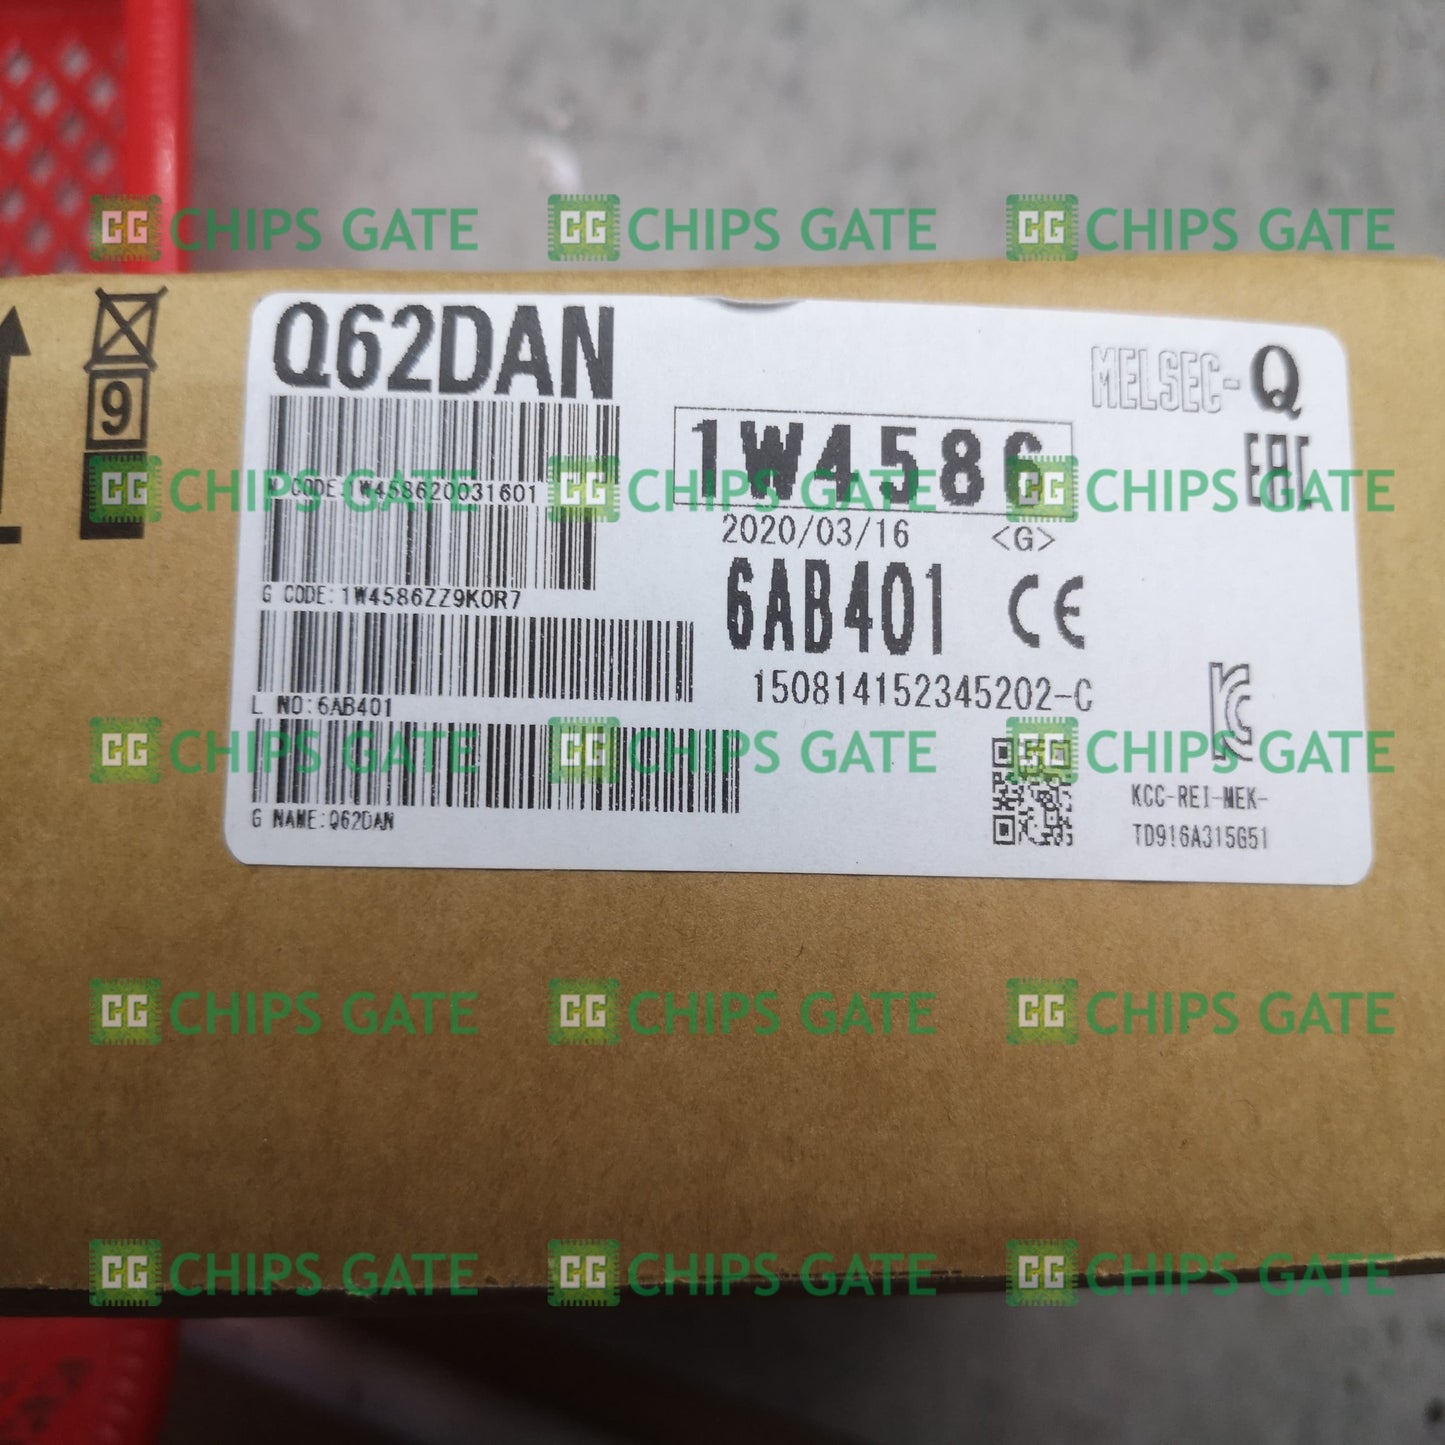 CG CHIPS GATE CG CHIPS GATE CG CHIPS GATE
9
Q62DAN
MELSEC-Q
1W4586
EAC
CG CHIPS GATE CG CHIPS GATE CG CHIPS GATE
CODE:1W458620031601
2020/03/16 <G>
6AB401 CE
G CODE:1W4586ZZ9K0R7
150814152345202-C
L NO:6AB401
CG CHIPS GATE CG CHIPS GATE CG CHIPS GATE
KCC-REI-MEK-
TD916A315G51
G NAME:Q62DAN
CG CHIPS GATE CG CHIPS GATE CG CHIPS GATE
CG CHIPS GATE CG CHIPS GATE CG CHIPS GATE